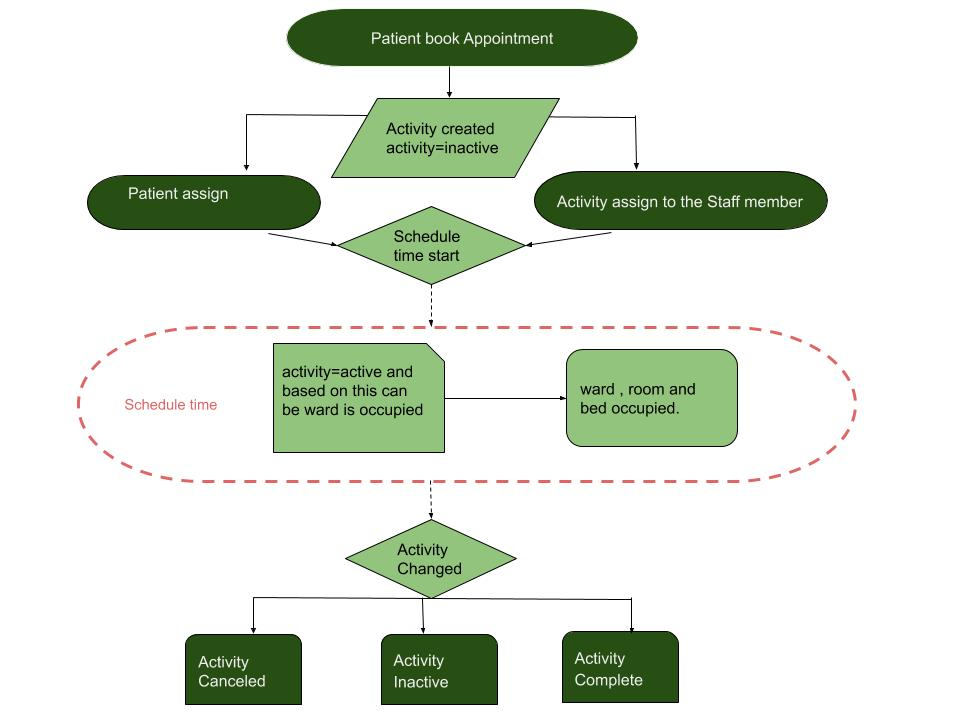 Patient book Appointment
Activity created
activity=inactive
Patient assign
Activity assign to the Staff member
Schedule
time start
Schedule time
activity=active and
based on this can
be ward is occupied
ward , room and
bed occupied.
Activity
Changed
Activity
Canceled
Activity
Inactive
Activity
Complete